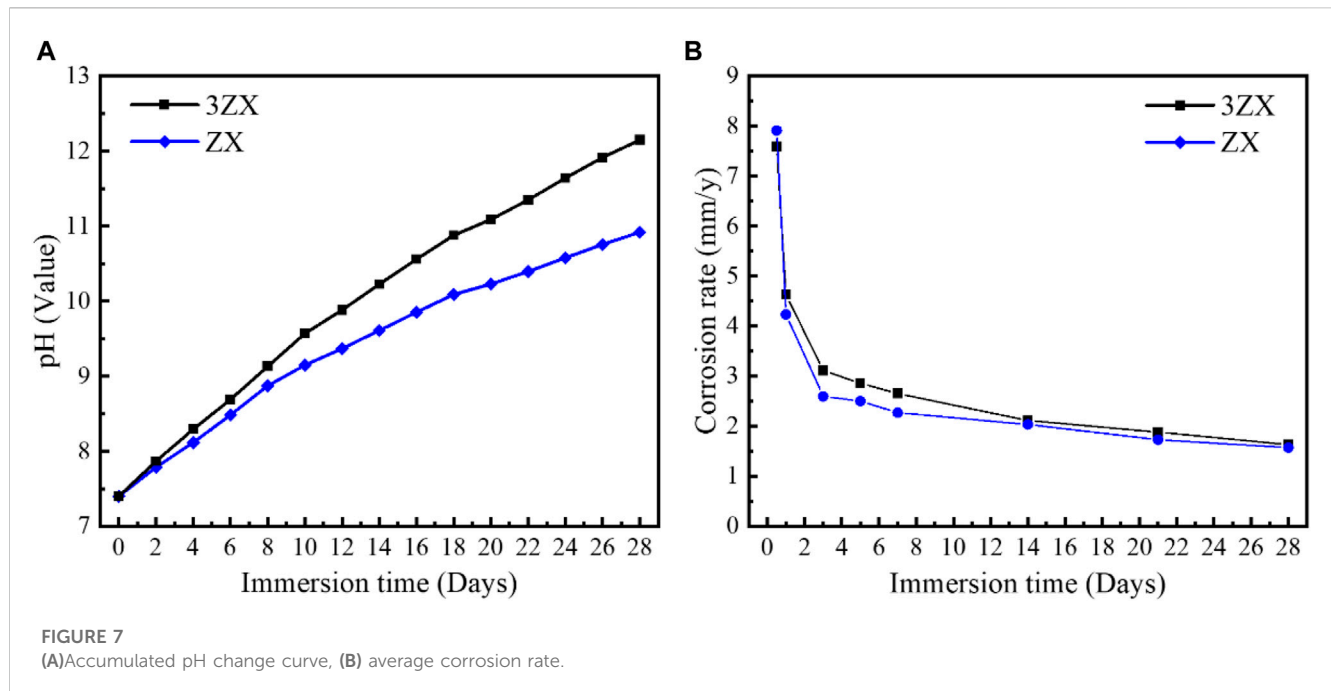 A
B
13
12
11
10
9
8
7
pH (Value)
3ZX
ZX
0 2 4 6 8 10 12 14 16 18 20 22 24 26 28
Immersion time (Days)
9
8
7
6
5
4
3
2
1
0
Corrosion rate (mm/y)
3ZX
ZX
0 2 4 6 8 10 12 14 16 18 20 22 24 26 28
Immersion time (Days)
FIGURE 7
(A)Accumulated pH change curve, (B) average corrosion rate.